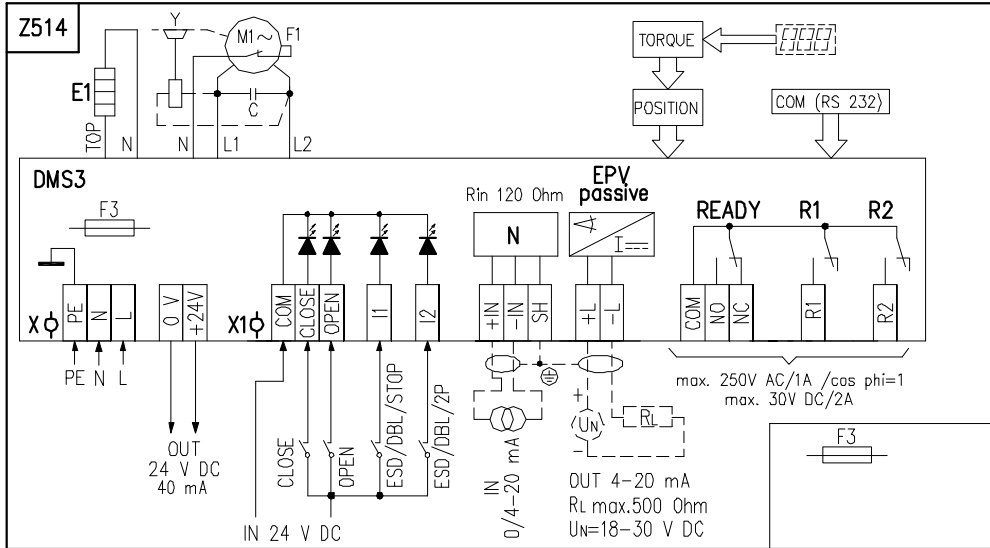 Z514
Y
M1~
F1
E1
C
TOP
N
N
L1
L2
TORQUE
POSITION
COM (RS 232)
DMS3
F3
Rin 120 Ohm
N
EPV
passive
I
READY
R1
R2
X
PE
N
L
0 V
+24V
X1
COM
CLOSE
OPEN
I1
I2
+IN
-IN
SH
+L
-L
COM
NO
NC
R1
R2
PE N L
OUT
24 V DC
40 mA
IN 24 V DC
CLOSE
OPEN
ESD/DBL/STOP
ESD/DBL/2P
IN
0/4-20 mA
+
UN
-
RL
OUT 4-20 mA
RL max.500 Ohm
UN=18-30 V DC
max. 250V AC/1A /cos phi=1
max. 30V DC/2A
F3